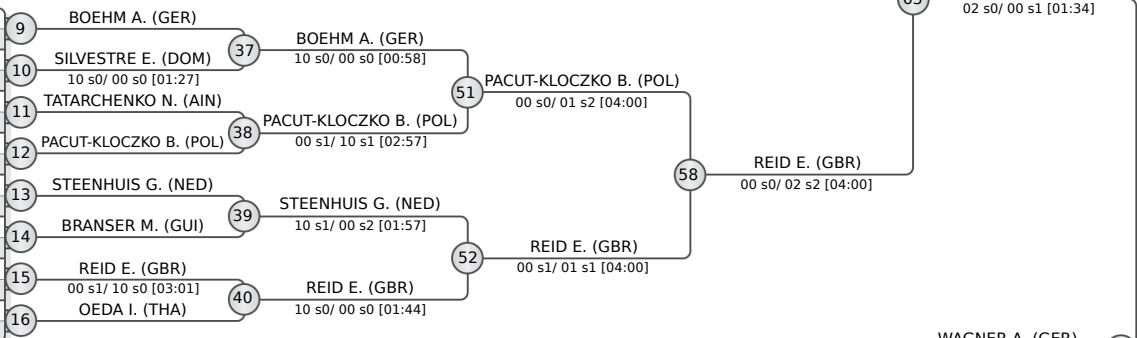 02 s0/ 00 s1 [01:34]
9
BOEHM A. (GER)
37
BOEHM A. (GER)
10 s0/ 00 s0 [00:58]
10
SILVESTRE E. (DOM)
10 s0/ 00 s0 [01:27]
51
PACUT-KLOCZKO B. (POL)
00 s0/ 01 s2 [04:00]
11
TATARCHENKO N. (AIN)
38
PACUT-KLOCZKO B. (POL)
00 s1/ 10 s1 [02:57]
12
PACUT-KLOCZKO B. (POL)
58
REID E. (GBR)
00 s0/ 02 s2 [04:00]
13
STEENHUIS G. (NED)
39
STEENHUIS G. (NED)
10 s1/ 00 s2 [01:57]
14
BRANSER M. (GUI)
52
REID E. (GBR)
00 s1/ 01 s1 [04:00]
15
REID E. (GBR)
00 s1/ 10 s0 [03:01]
40
REID E. (GBR)
10 s0/ 00 s0 [01:44]
16
OEDA I. (THA)
WAGNER A. (GER)